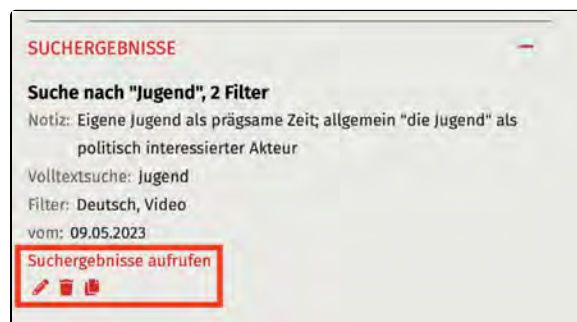 SUCHERGEBNISSE
Suche nach "Jugend", 2 Filter
Notiz: Eigene Jugend als prägsame Zeit; allgemein "die Jugend" als
politisch interessierter Akteur
Volltextsuche: Jugend
Filter: Deutsch, Video
vom: 09.05.2023
Suchergebnisse aufrufen